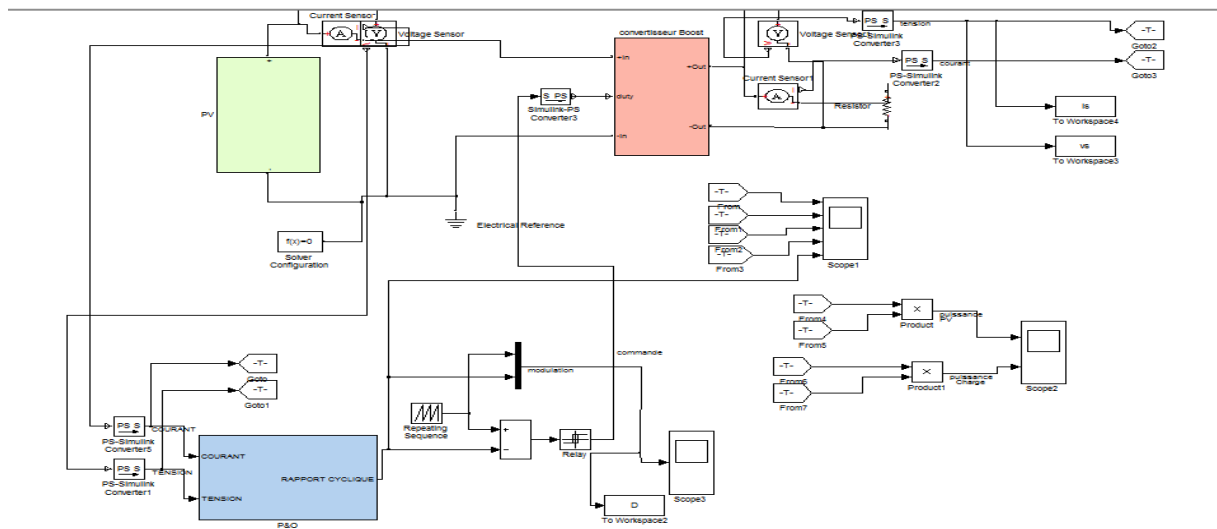 Current Sensor
A
V
Voltage Sensor
convertisseur Boost
+In
duty
-In
+Out
-Out
V
Voltage Sensor1
PS S
PS-Simulink
Converter3
tension
-T-
Goto2
Current Sensor1
A
PS S
PS-Simulink
Converter2
courant
-T-
Goto3
Resistor
Is
To Workspace4
vs
To Workspace3
PV
S PS
Simulink-PS
Converter3
Electrical Reference
f(x)=0
Solver
Configuration
-T-
From
-T-
From1
-T-
From2
-T-
From3
Scope1
-T-
From4
-T-
From5
×
Product
puissance
PV
-T-
From6
-T-
From7
×
Product1
puissance
Charge
Scope2
-T-
Goto
-T-
Goto1
modulation
commande
Repeating
Sequence
+
−
Relay
Scope3
D
To Workspace2
PS S
PS-Simulink
Converter5
COURANT
PS S
PS-Simulink
Converter1
TENSION
COURANT
TENSION
RAPPORT CYCLIQUE
P&O